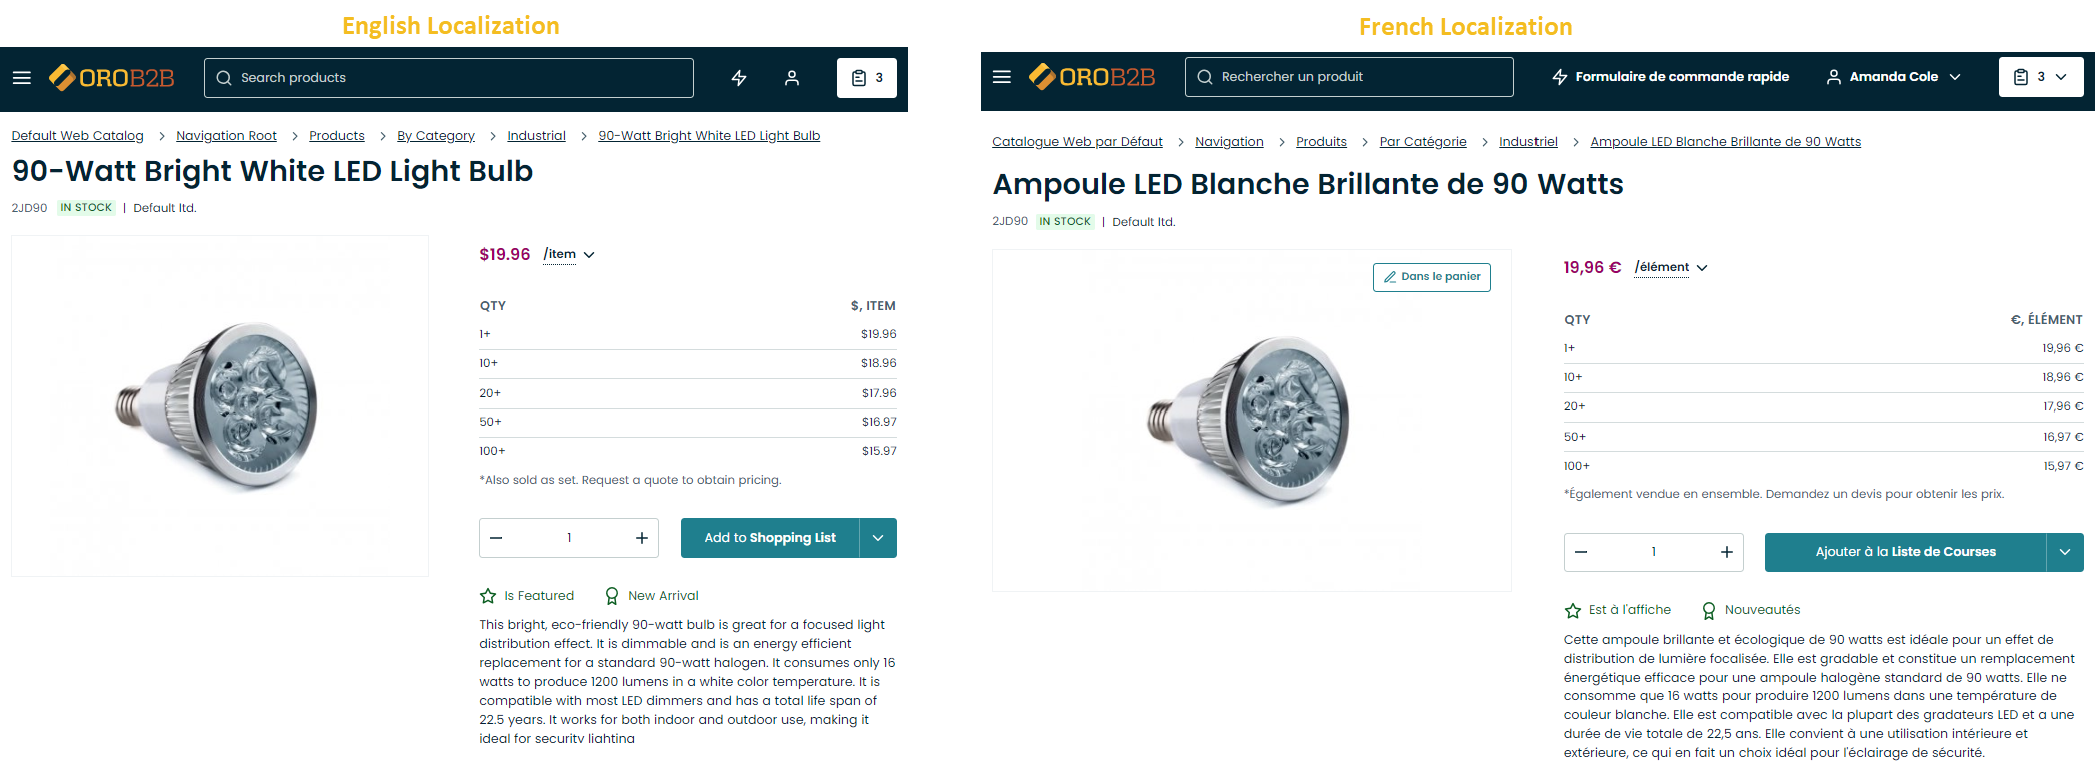 English Localization
OROB2B
Search products
3
Default Web Catalog > Navigation Root > Products > By Category > Industrial > 90-Watt Bright White LED Light Bulb
90-Watt Bright White LED Light Bulb
2JD90 IN STOCK | Default ltd.
$19.96 /item
QTY $, ITEM
1+ $19.96
10+ $18.96
20+ $17.96
50+ $16.97
100+ $15.97
*Also sold as set. Request a quote to obtain pricing.
1
Add to Shopping List
Is Featured New Arrival
This bright, eco-friendly 90-watt bulb is great for a focused light
distribution effect. It is dimmable and is an energy efficient
replacement for a standard 90-watt halogen. It consumes only 16
watts to produce 1200 lumens in a white color temperature. It is
compatible with most LED dimmers and has a total life span of
22.5 years. It works for both indoor and outdoor use, making it
ideal for security lighting
French Localization
OROB2B
Rechercher un produit
Formulaire de commande rapide
Amanda Cole
3
Catalogue Web par Défaut > Navigation > Produits > Par Catégorie > Industriel > Ampoule LED Blanche Brillante de 90 Watts
Ampoule LED Blanche Brillante de 90 Watts
2JD90 IN STOCK | Default ltd.
Dans le panier
19,96 € /élément
QTY €, ÉLÉMENT
1+ 19,96 €
10+ 18,96 €
20+ 17,96 €
50+ 16,97 €
100+ 15,97 €
*Également vendue en ensemble. Demandez un devis pour obtenir les prix.
1
Ajouter à la Liste de Courses
Est à l'affiche Nouveautés
Cette ampoule brillante et écologique de 90 watts est idéale pour un effet de
distribution de lumière focalisée. Elle est gradable et constitue un remplacement
énergétique efficace pour une ampoule halogène standard de 90 watts. Elle ne
consomme que 16 watts pour produire 1200 lumens dans une température de
couleur blanche. Elle est compatible avec la plupart des gradateurs LED et a une
durée de vie totale de 22,5 ans. Elle convient à une utilisation intérieure et
extérieure, ce qui en fait un choix idéal pour l'éclairage de sécurité.